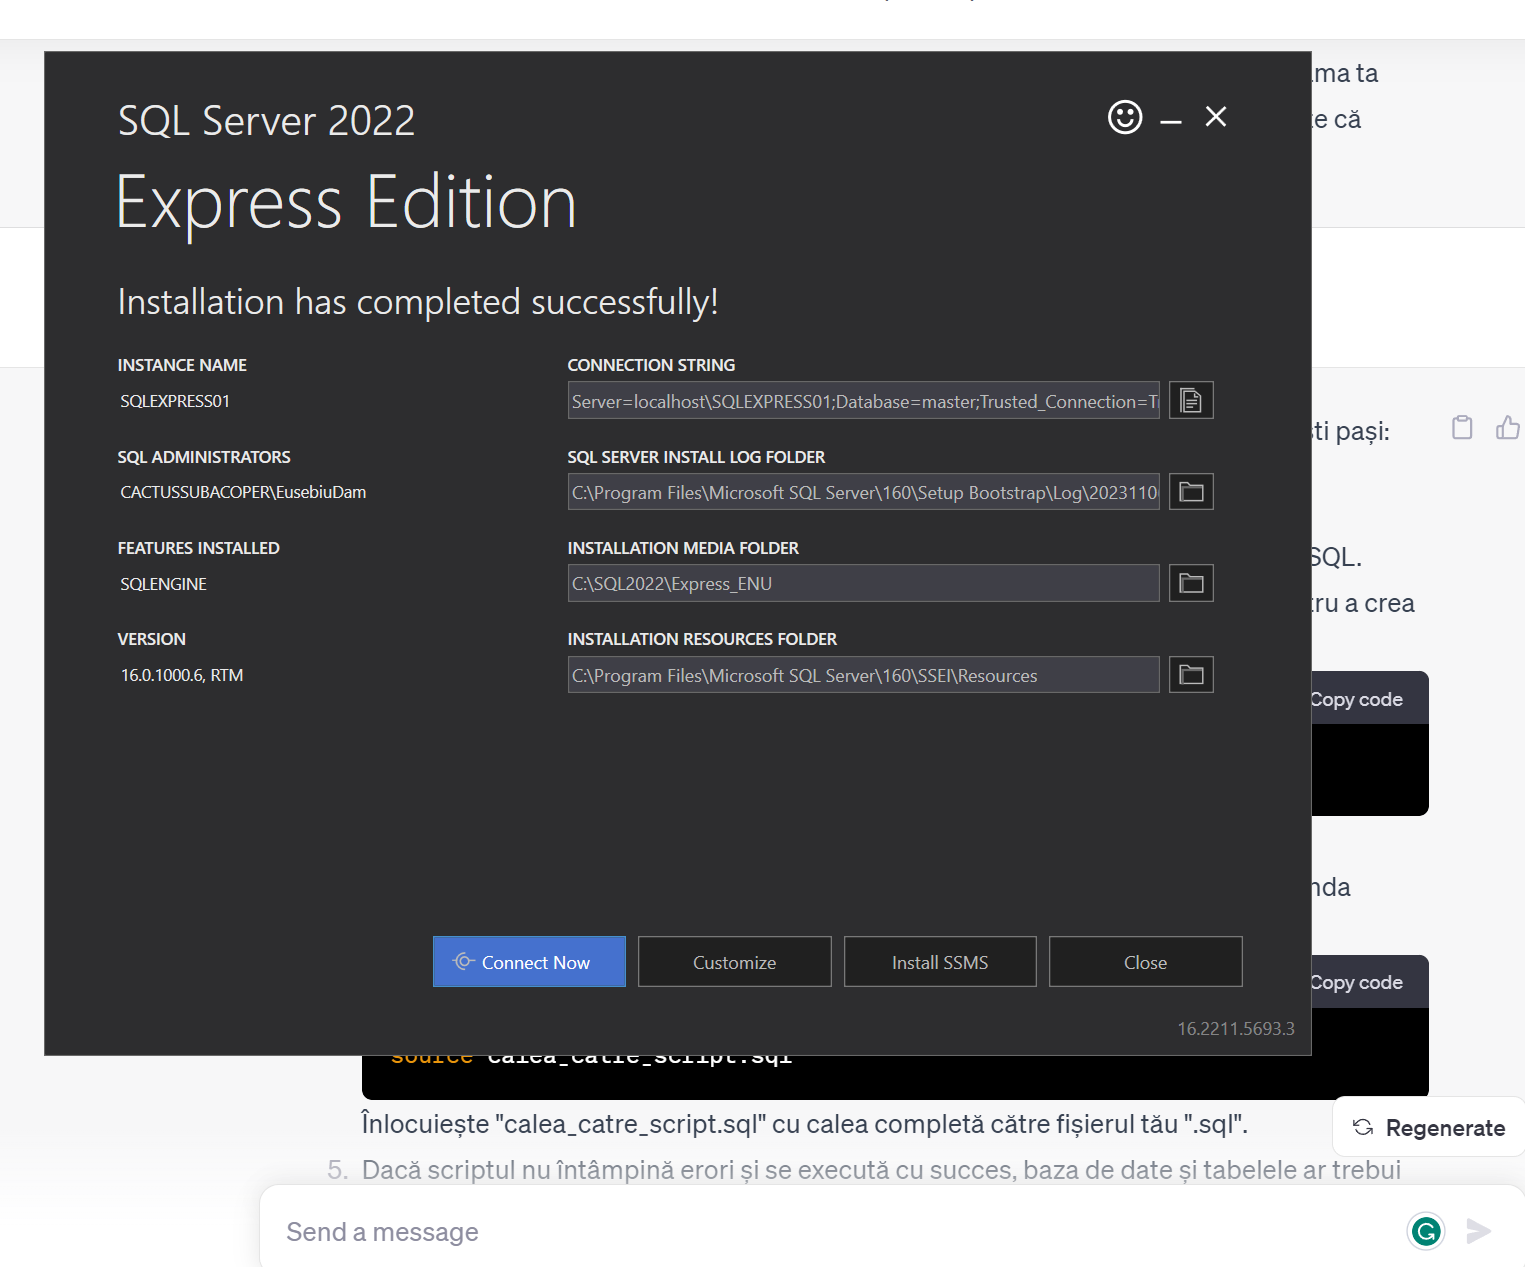 ma ta
te că
SQL Server 2022
Express Edition
Installation has completed successfully!
INSTANCE NAME
SQLEXPRESS01
CONNECTION STRING
Server=localhost\SQLEXPRESS01;Database=master;Trusted_Connection=T
SQL ADMINISTRATORS
CACTUSSUBACOPER\EusebiuDam
SQL SERVER INSTALL LOG FOLDER
C:\Program Files\Microsoft SQL Server\160\Setup Bootstrap\Log\2023110
FEATURES INSTALLED
SQLENGINE
INSTALLATION MEDIA FOLDER
C:\SQL2022\Express_ENU
VERSION
16.0.1000.6, RTM
INSTALLATION RESOURCES FOLDER
C:\Program Files\Microsoft SQL Server\160\SSEI\Resources
Connect Now
Customize
Install SSMS
Close
16.2211.5693.3
ști pași:
SQL.
tru a crea
Copy code
nda
Copy code
source calea_catre_script.sql
Înlocuiește "calea_catre_script.sql" cu calea completă către fișierul tău ".sql".
Regenerate
5. Dacă scriptul nu întâmpină erori și se execută cu succes, baza de date și tabelele ar trebui
Send a message